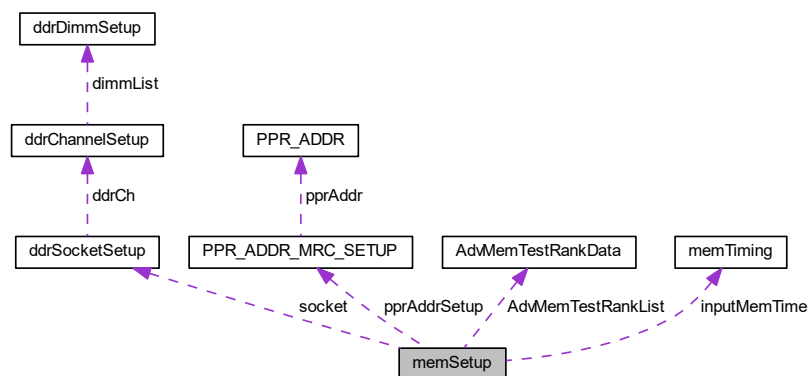 ddrDimmSetup
dimmList
ddrChannelSetup
PPR_ADDR
ddrCh
pprAddr
ddrSocketSetup
PPR_ADDR_MRC_SETUP
AdvMemTestRankData
memTiming
socket
pprAddrSetup
AdvMemTestRankList
inputMemTime
memSetup